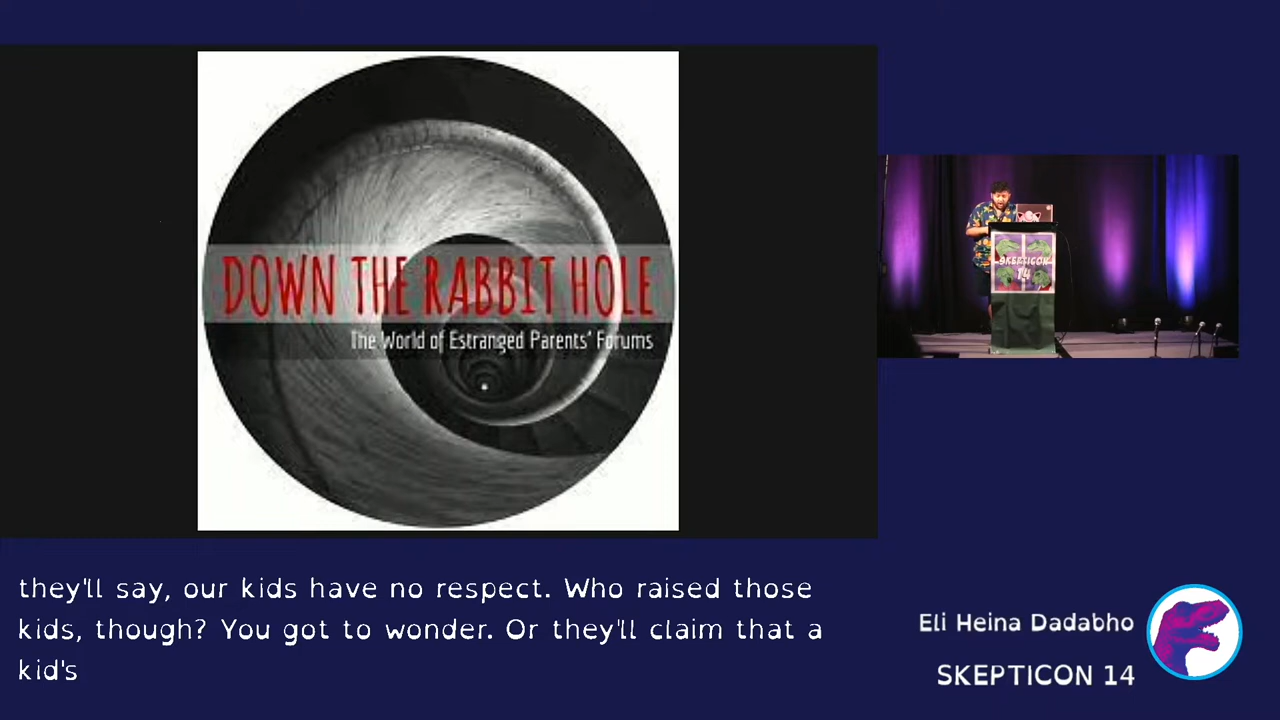 DOWN THE RABBIT HOLE
The World of Estranged Parents' Forums
SKEPTICON
14
they'll say, our kids have no respect. Who raised those
kids, though? You got to wonder. Or they'll claim that a
kid's
Eli Heina Dadabho
SKEPTICON 14